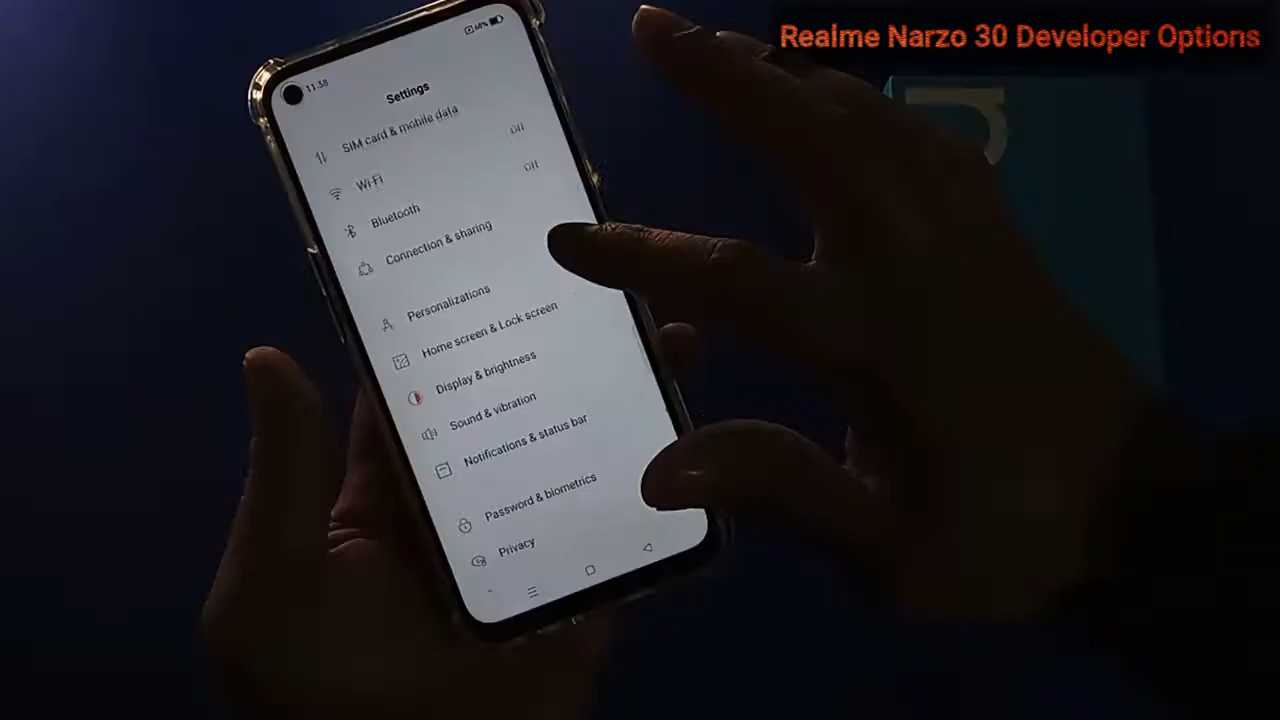 Realme Narzo 30 Developer Options
11:38
68%
Settings
SIM card & mobile data
Wi-Fi
Off
Bluetooth
Off
Connection & sharing
Personalizations
Home screen & Lock screen
Display & brightness
Sound & vibration
Notifications & status bar
Password & biometrics
Privacy